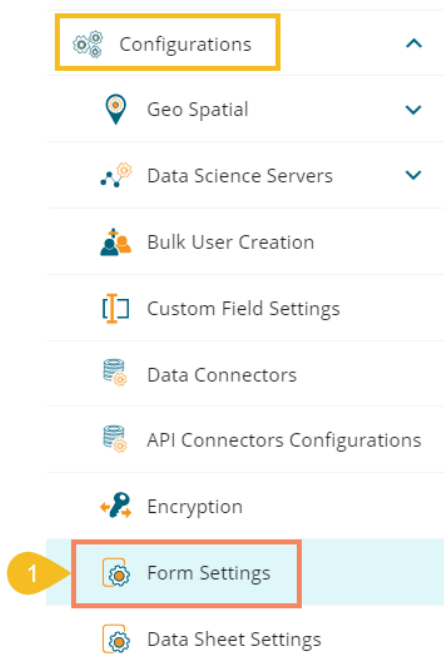 Configurations
Geo Spatial
Data Science Servers
Bulk User Creation
Custom Field Settings
Data Connectors
API Connectors Configurations
Encryption
1 Form Settings
Data Sheet Settings